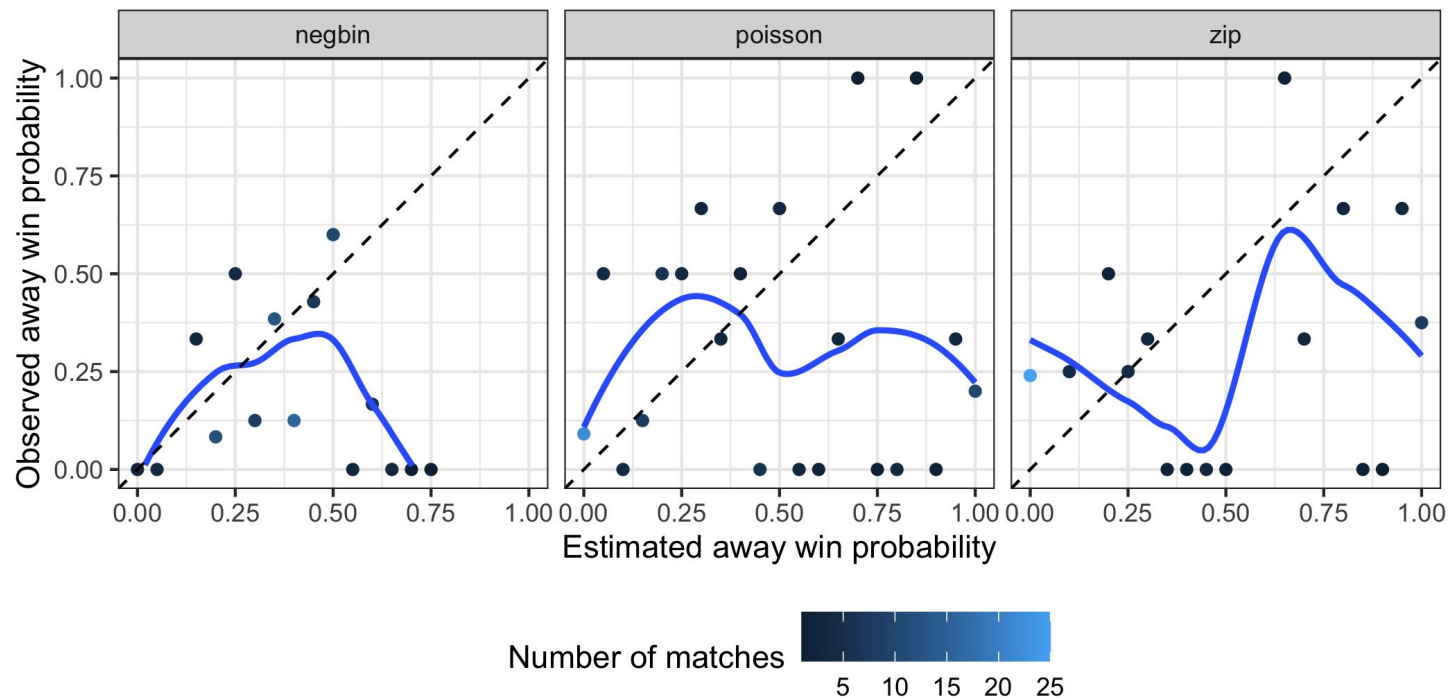 negbin poisson zip
1.00
0.75
0.50
0.25
0.00
Observed away win probability
0.00 0.25 0.50 0.75 1.00 0.00 0.25 0.50 0.75 1.00 0.00 0.25 0.50 0.75 1.00
Estimated away win probability
Number of matches
5 10 15 20 25